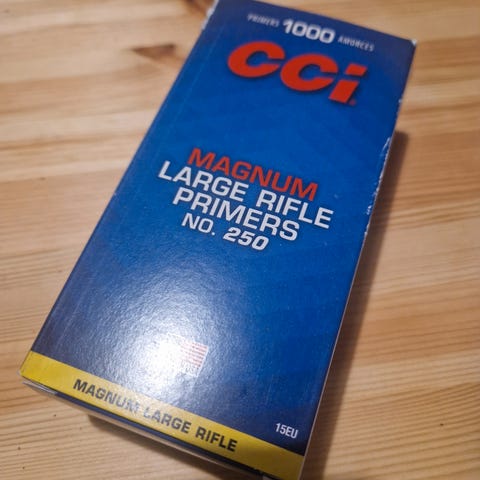 PRIMERS 1000 AMORCES
CCI
MAGNUM
LARGE RIFLE
PRIMERS
NO. 250
15EU
MAGNUM LARGE RIFLE